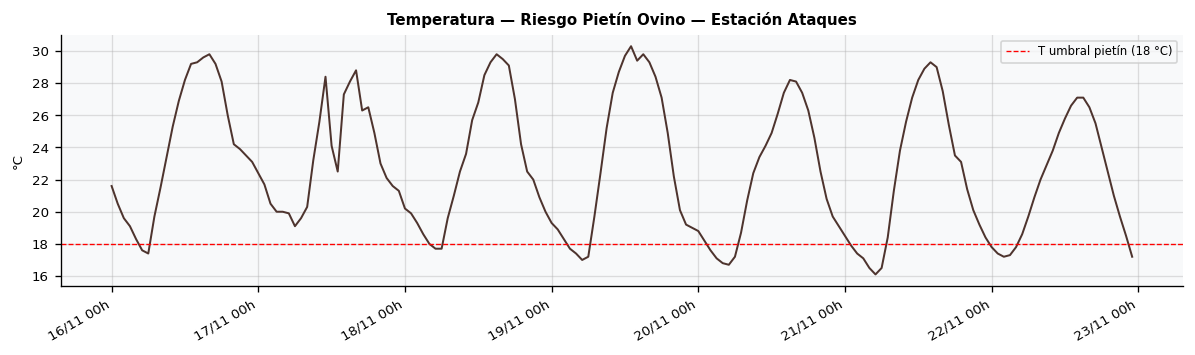 Temperatura — Riesgo Pietín Ovino — Estación Ataques
T umbral pietín (18 °C)
°C
30
28
26
24
22
20
18
16
16/11 00h
17/11 00h
18/11 00h
19/11 00h
20/11 00h
21/11 00h
22/11 00h
23/11 00h